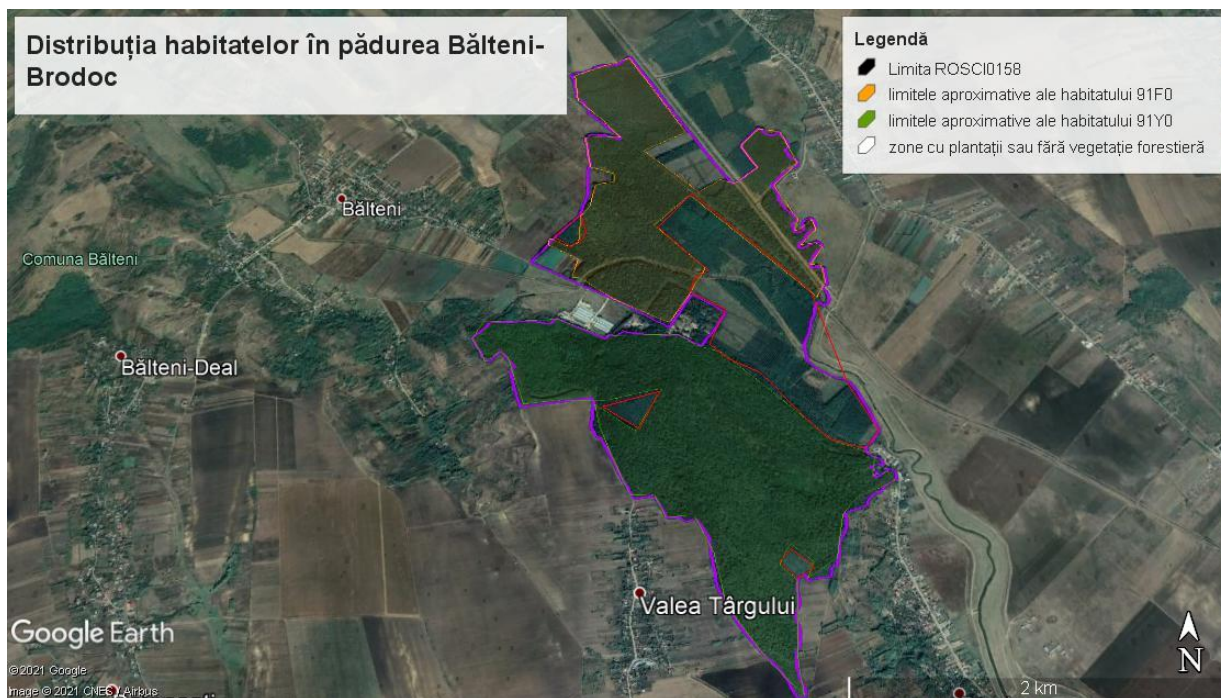 Distribuția habitatelor în pădurea Bălteni-
Brodoc
Legendă
Limita ROSCI0158
limitele aproximative ale habitatului 91F0
limitele aproximative ale habitatului 91Y0
zone cu plantații sau fără vegetație forestieră
Bălteni
Comuna Bălteni
Bălteni-Deal
Valea Târgului
Google Earth
©2021 Google
Image © 2021 CNES / Airbus
2 km
N